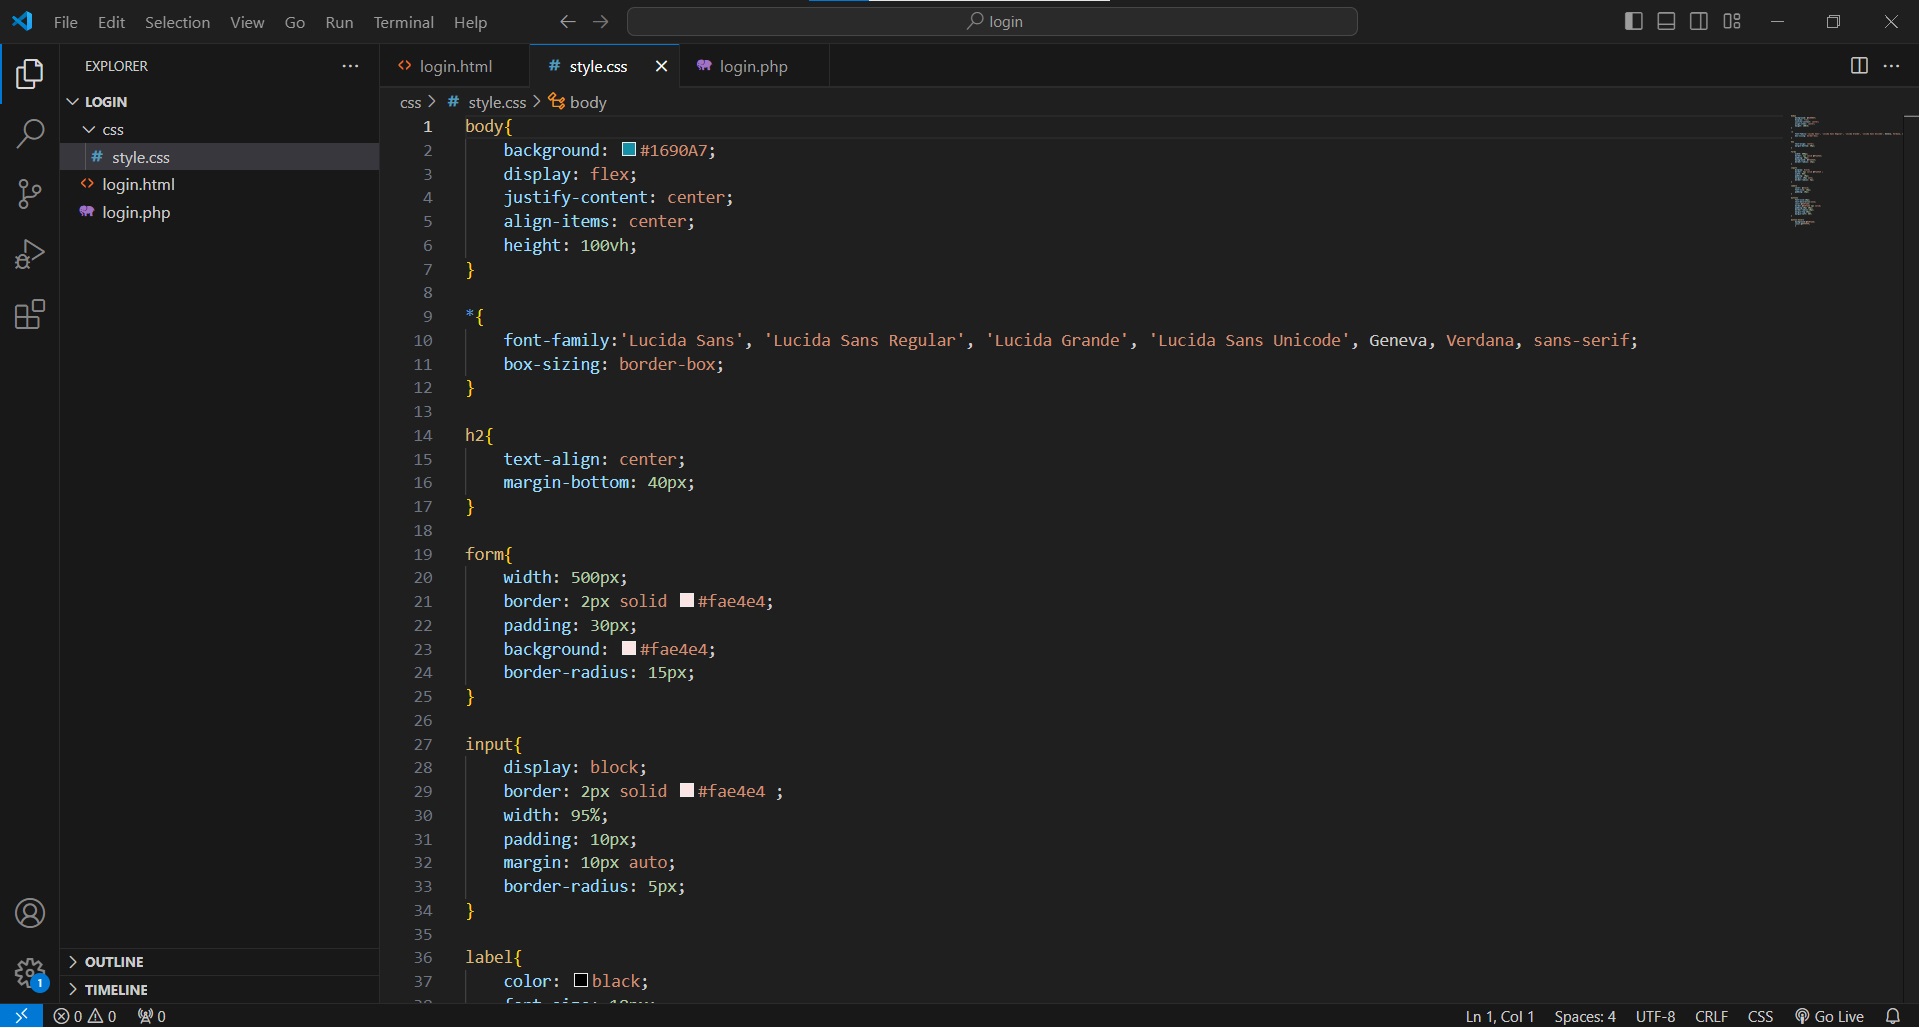 File Edit Selection View Go Run Terminal Help login
EXPLORER
login.html style.css login.php
LOGIN
css
style.css
login.html
login.php
css > # style.css > body
1 body{
2 background: #1690A7;
3 display: flex;
4 justify-content: center;
5 align-items: center;
6 height: 100vh;
7 }
8
9 *{
10 font-family:'Lucida Sans', 'Lucida Sans Regular', 'Lucida Grande', 'Lucida Sans Unicode', Geneva, Verdana, sans-serif;
11 box-sizing: border-box;
12 }
13
14 h2{
15 text-align: center;
16 margin-bottom: 40px;
17 }
18
19 form{
20 width: 500px;
21 border: 2px solid #fae4e4;
22 padding: 30px;
23 background: #fae4e4;
24 border-radius: 15px;
25 }
26
27 input{
28 display: block;
29 border: 2px solid #fae4e4 ;
30 width: 95%;
31 padding: 10px;
32 margin: 10px auto;
33 border-radius: 5px;
34 }
35
36 label{
37 color: black;
OUTLINE
TIMELINE
1
0 0 0 Ln 1, Col 1 Spaces: 4 UTF-8 CRLF CSS Go Live